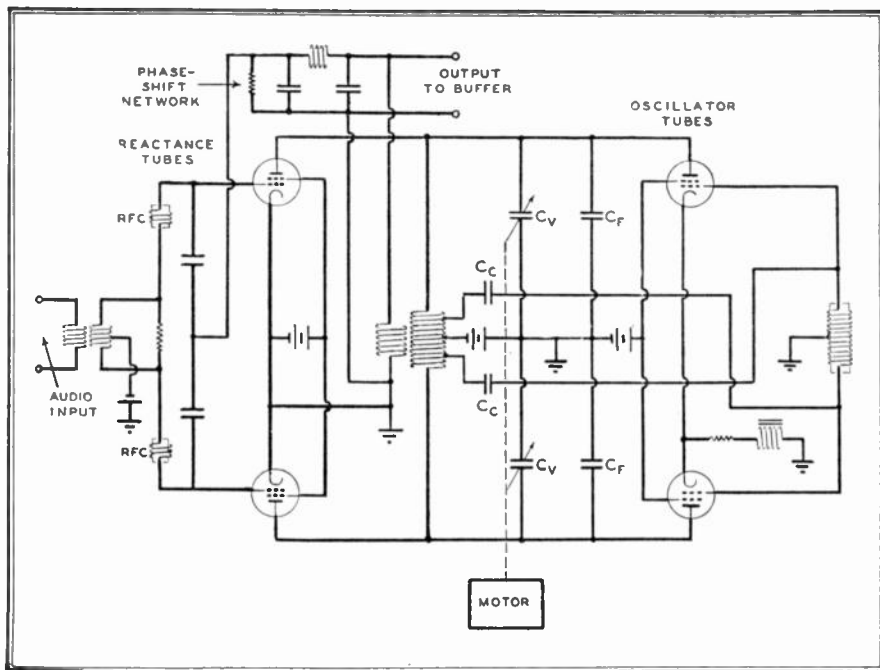 PHASE-
SHIFT
NETWORK
OUTPUT
TO BUFFER
OSCILLATOR
TUBES
REACTANCE
TUBES
RFC
CV
CF
CC
AUDIO
INPUT
CC
RFC
CV
CF
MOTOR